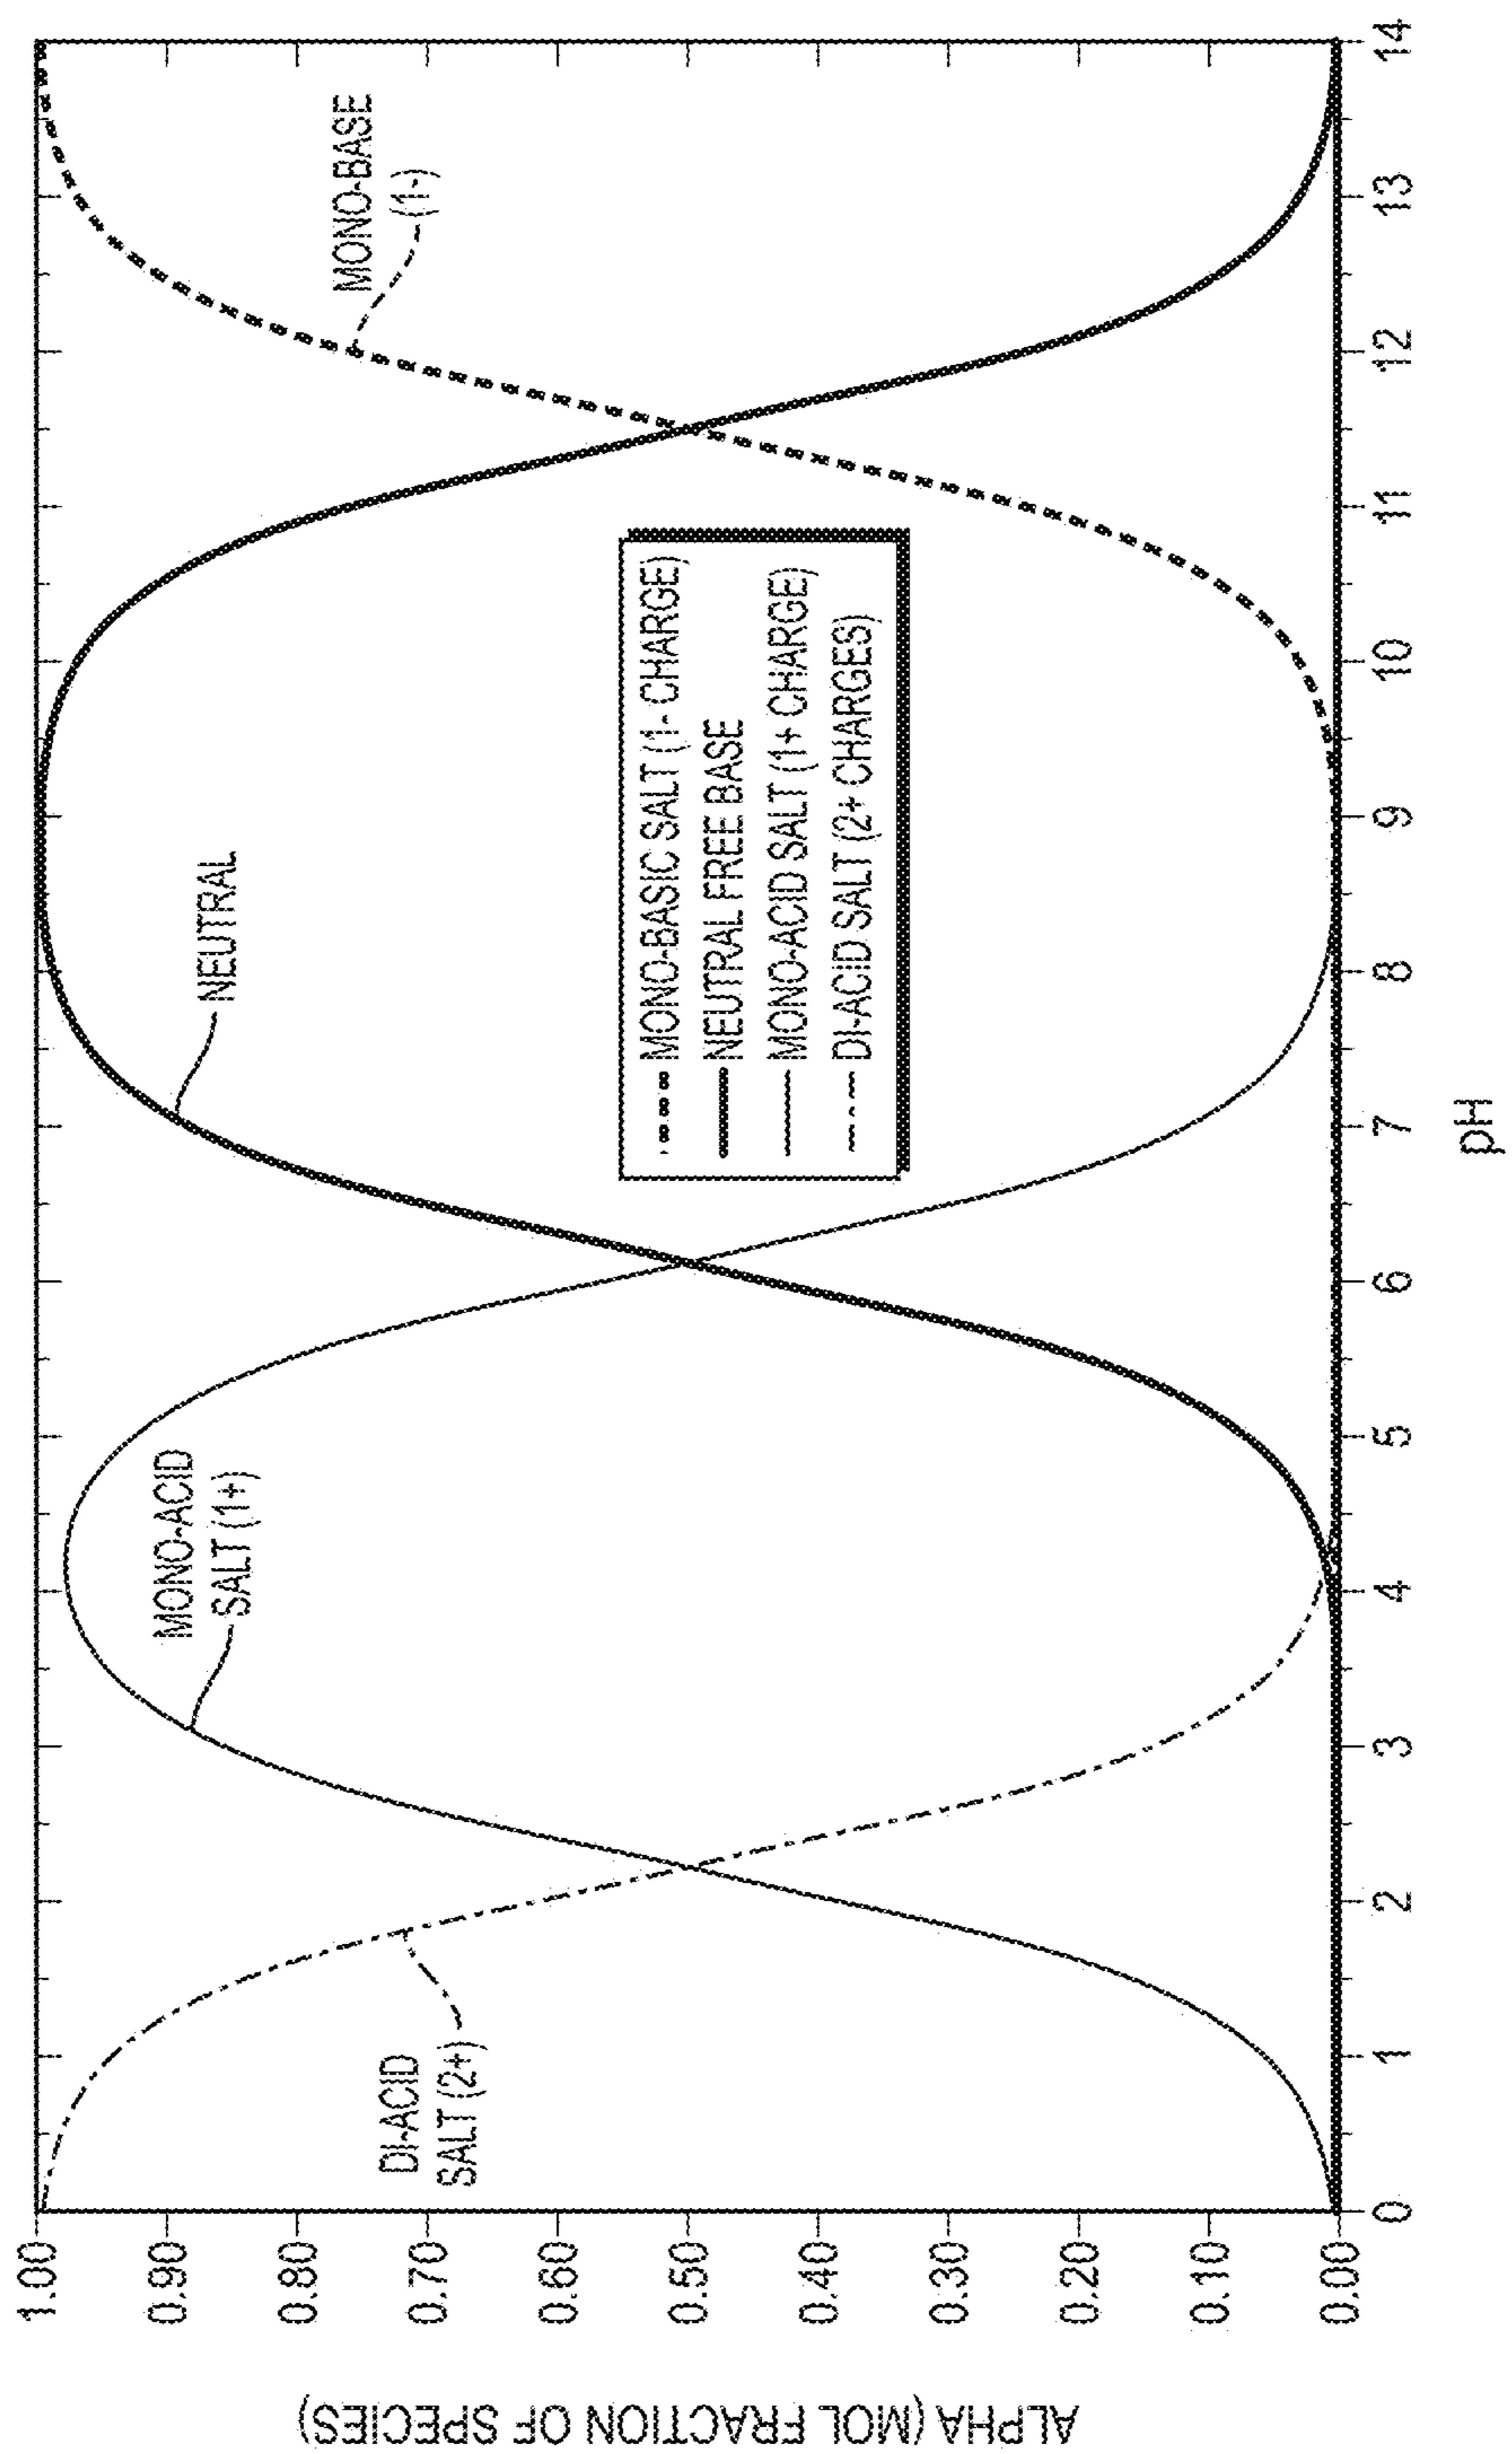 ALPHA (MOL FRACTION OF SPECIES)
1.00
0.90
0.80
0.70
0.60
0.50
0.40
0.30
0.20
0.10
0.00
DI-ACID
SALT (2+)
MONO-ACID
SALT (1+)
NEUTRAL
MONO-BASE
(1-)
MONO-BASIC SALT (1- CHARGE)
NEUTRAL FREE BASE
MONO-ACID SALT (1+ CHARGE)
DI-ACID SALT (2+ CHARGES)
0 1 2 3 4 5 6 7 8 9 10 11 12 13 14
pH